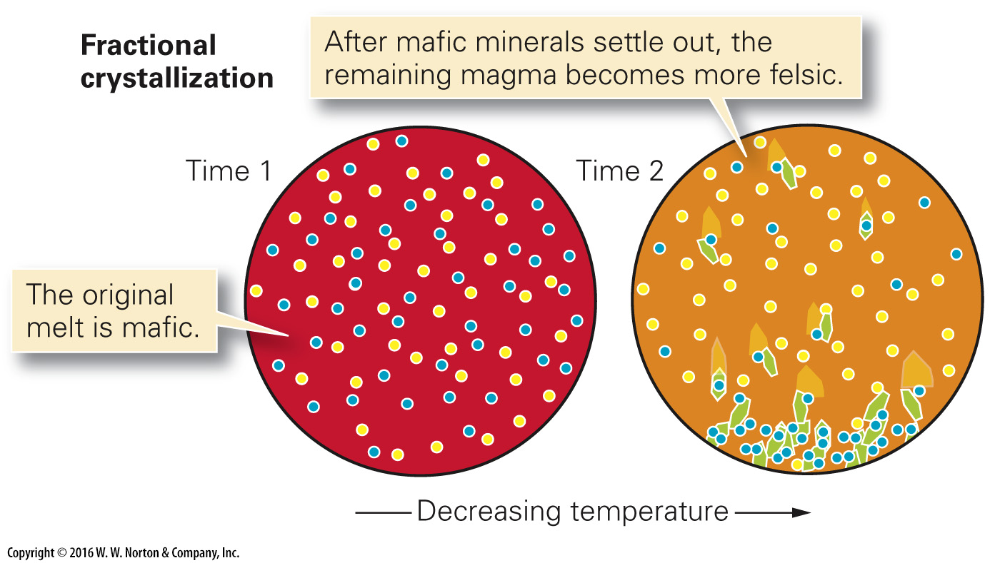 Fractional
crystallization
After mafic minerals settle out, the
remaining magma becomes more felsic.
Time 1
Time 2
The original
melt is mafic.
Decreasing temperature
Copyright © 2016 W. W. Norton & Company, Inc.